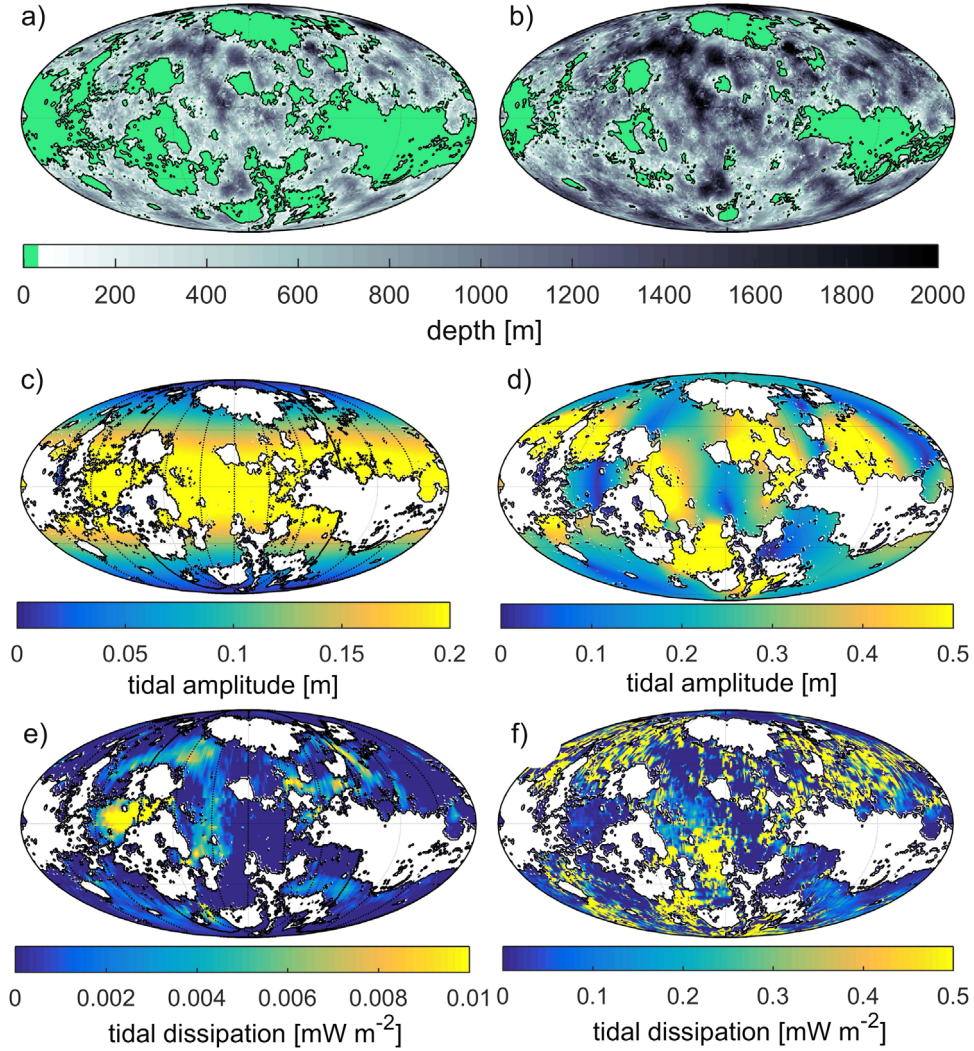 a) b)
0 200 400 600 800 1000 1200 1400 1600 1800 2000
depth [m]
c) d)
0 0.05 0.1 0.15 0.2 0 0.1 0.2 0.3 0.4 0.5
tidal amplitude [m] tidal amplitude [m]
e) f)
0 0.002 0.004 0.006 0.008 0.01 0 0.1 0.2 0.3 0.4 0.5
tidal dissipation [mW m⁻²] tidal dissipation [mW m⁻²]